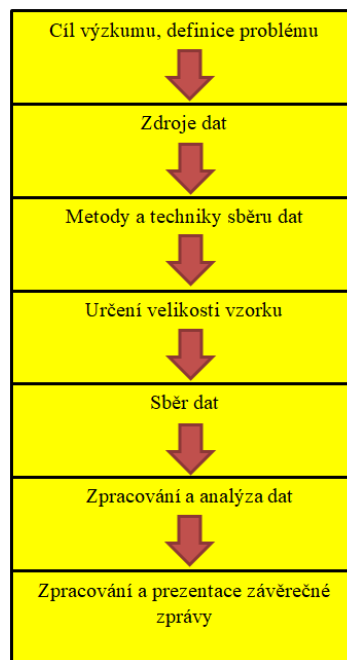 Cíl výzkumu, definice problému
Zdroje dat
Metody a techniky sběru dat
Určení velikosti vzorku
Sběr dat
Zpracování a analýza dat
Zpracování a prezentace závěrečné
zprávy